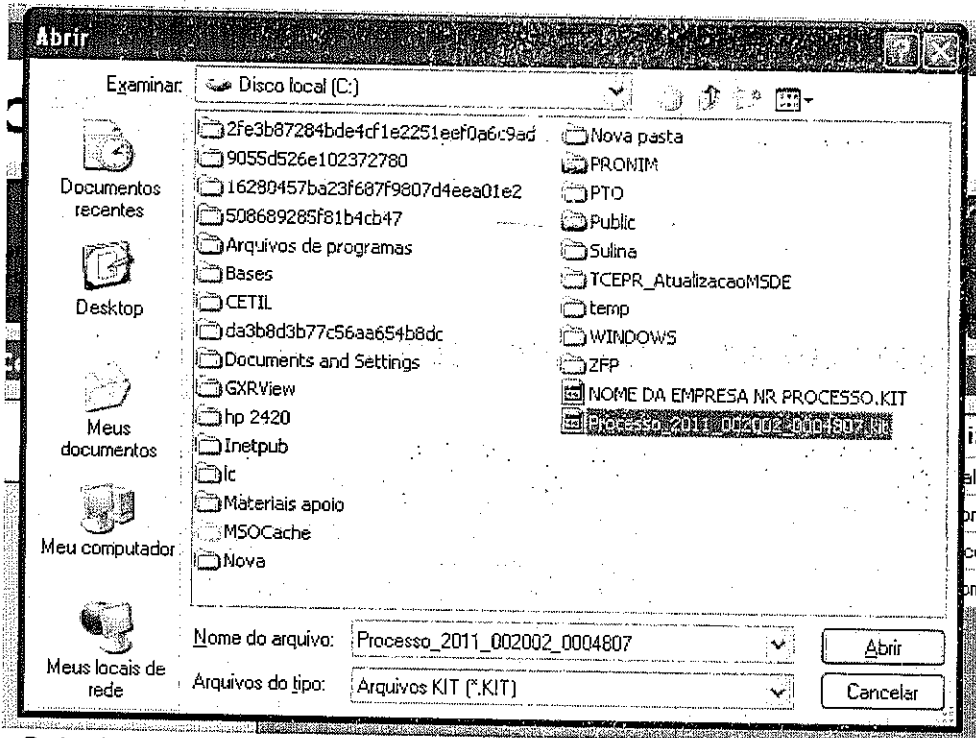 Abrir
Examinar: Disco local (C:)
Documentos recentes
Desktop
Meus documentos
Meu computador
Meus locais de rede
2fe3b87284bde4cf1e2251eef0a6c9ad
9055d526e102372780
16280457ba23f687f9807d4eea01e2
508689285f81b4cb47
Arquivos de programas
Bases
CETIL
da3b8d3b77c56aa654b8dc
Documents and Settings
GXRView
hp 2420
Inetpub
lc
Materiais apoio
MSOCache
Nova
Nova pasta
PRONIM
PTO
Public
Sulina
TCEPR_AtualizacaoMSDE
temp
WINDOWS
ZFP
NOME DA EMPRESA NR PROCESSO.KIT
Processo_2011_002002_0004807.kit
Nome do arquivo: Processo_2011_002002_0004807
Abrir
Arquivos do tipo: Arquivos KIT (*.KIT)
Cancelar